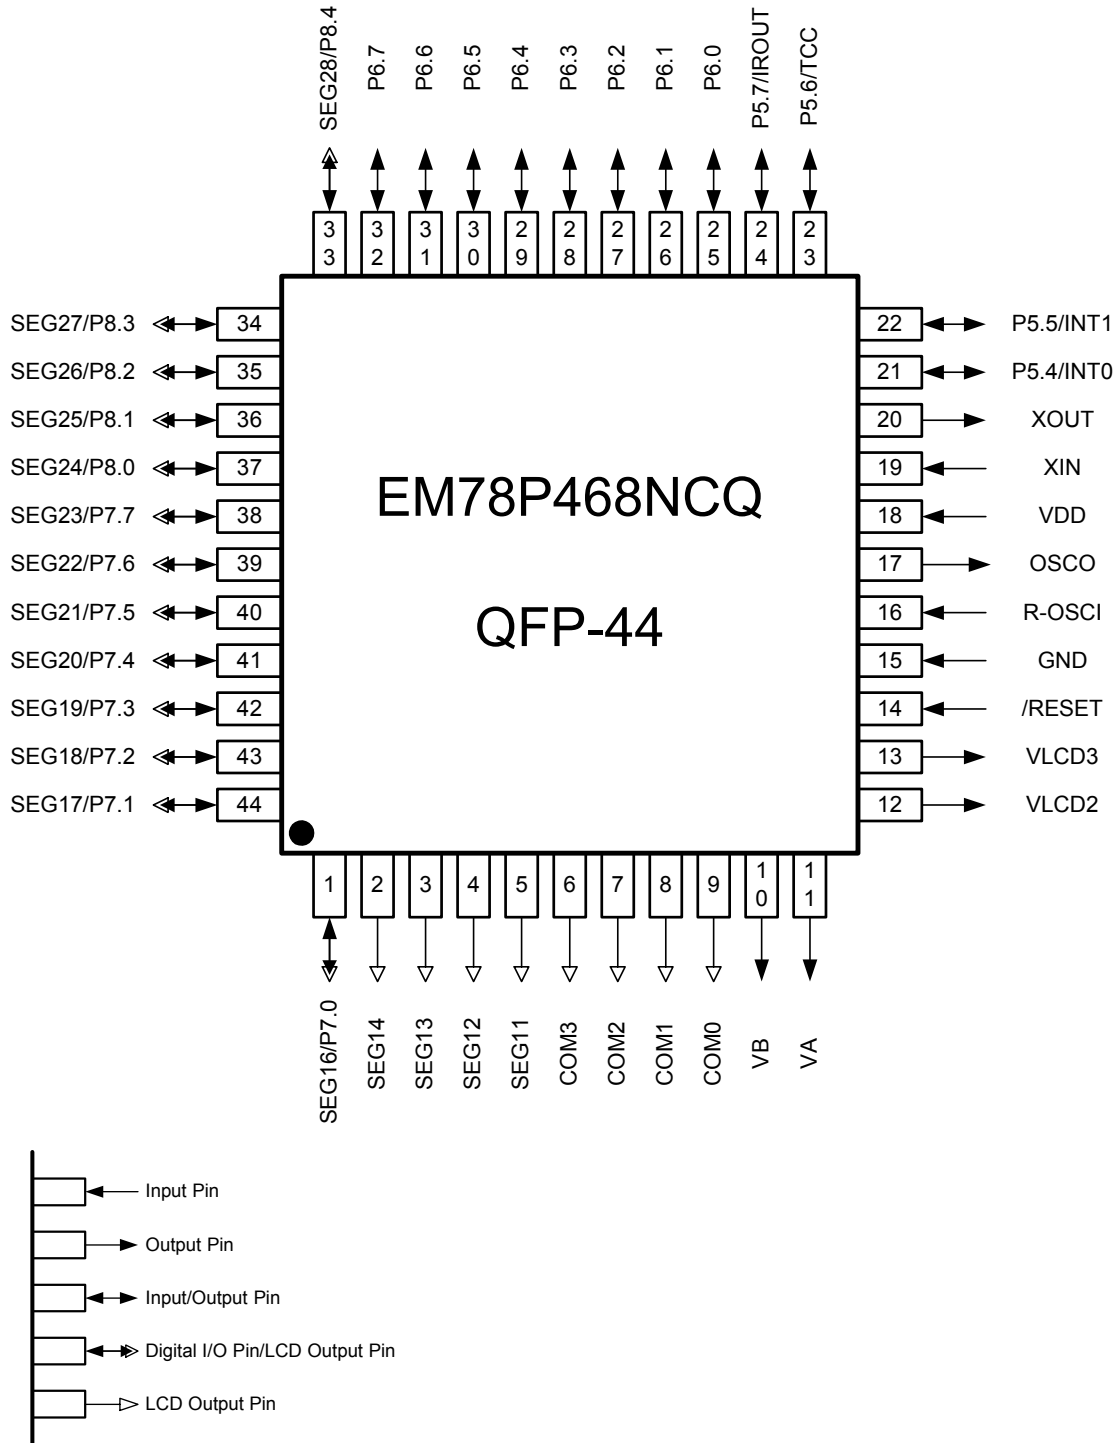 SEG28/P8.4
P6.7
P6.6
P6.5
P6.4
P6.3
P6.2
P6.1
P6.0
P5.7/IROUT
P5.6/TCC
33
32
31
30
29
28
27
26
25
24
23
SEG27/P8.3 34
SEG26/P8.2 35
SEG25/P8.1 36
SEG24/P8.0 37
SEG23/P7.7 38
SEG22/P7.6 39
SEG21/P7.5 40
SEG20/P7.4 41
SEG19/P7.3 42
SEG18/P7.2 43
SEG17/P7.1 44
EM78P468NCQ
QFP-44
22 P5.5/INT1
21 P5.4/INT0
20 XOUT
19 XIN
18 VDD
17 OSCO
16 R-OSCI
15 GND
14 /RESET
13 VLCD3
12 VLCD2
1
2
3
4
5
6
7
8
9
10
11
SEG16/P7.0
SEG14
SEG13
SEG12
SEG11
COM3
COM2
COM1
COM0
VB
VA
Input Pin
Output Pin
Input/Output Pin
Digital I/O Pin/LCD Output Pin
LCD Output Pin